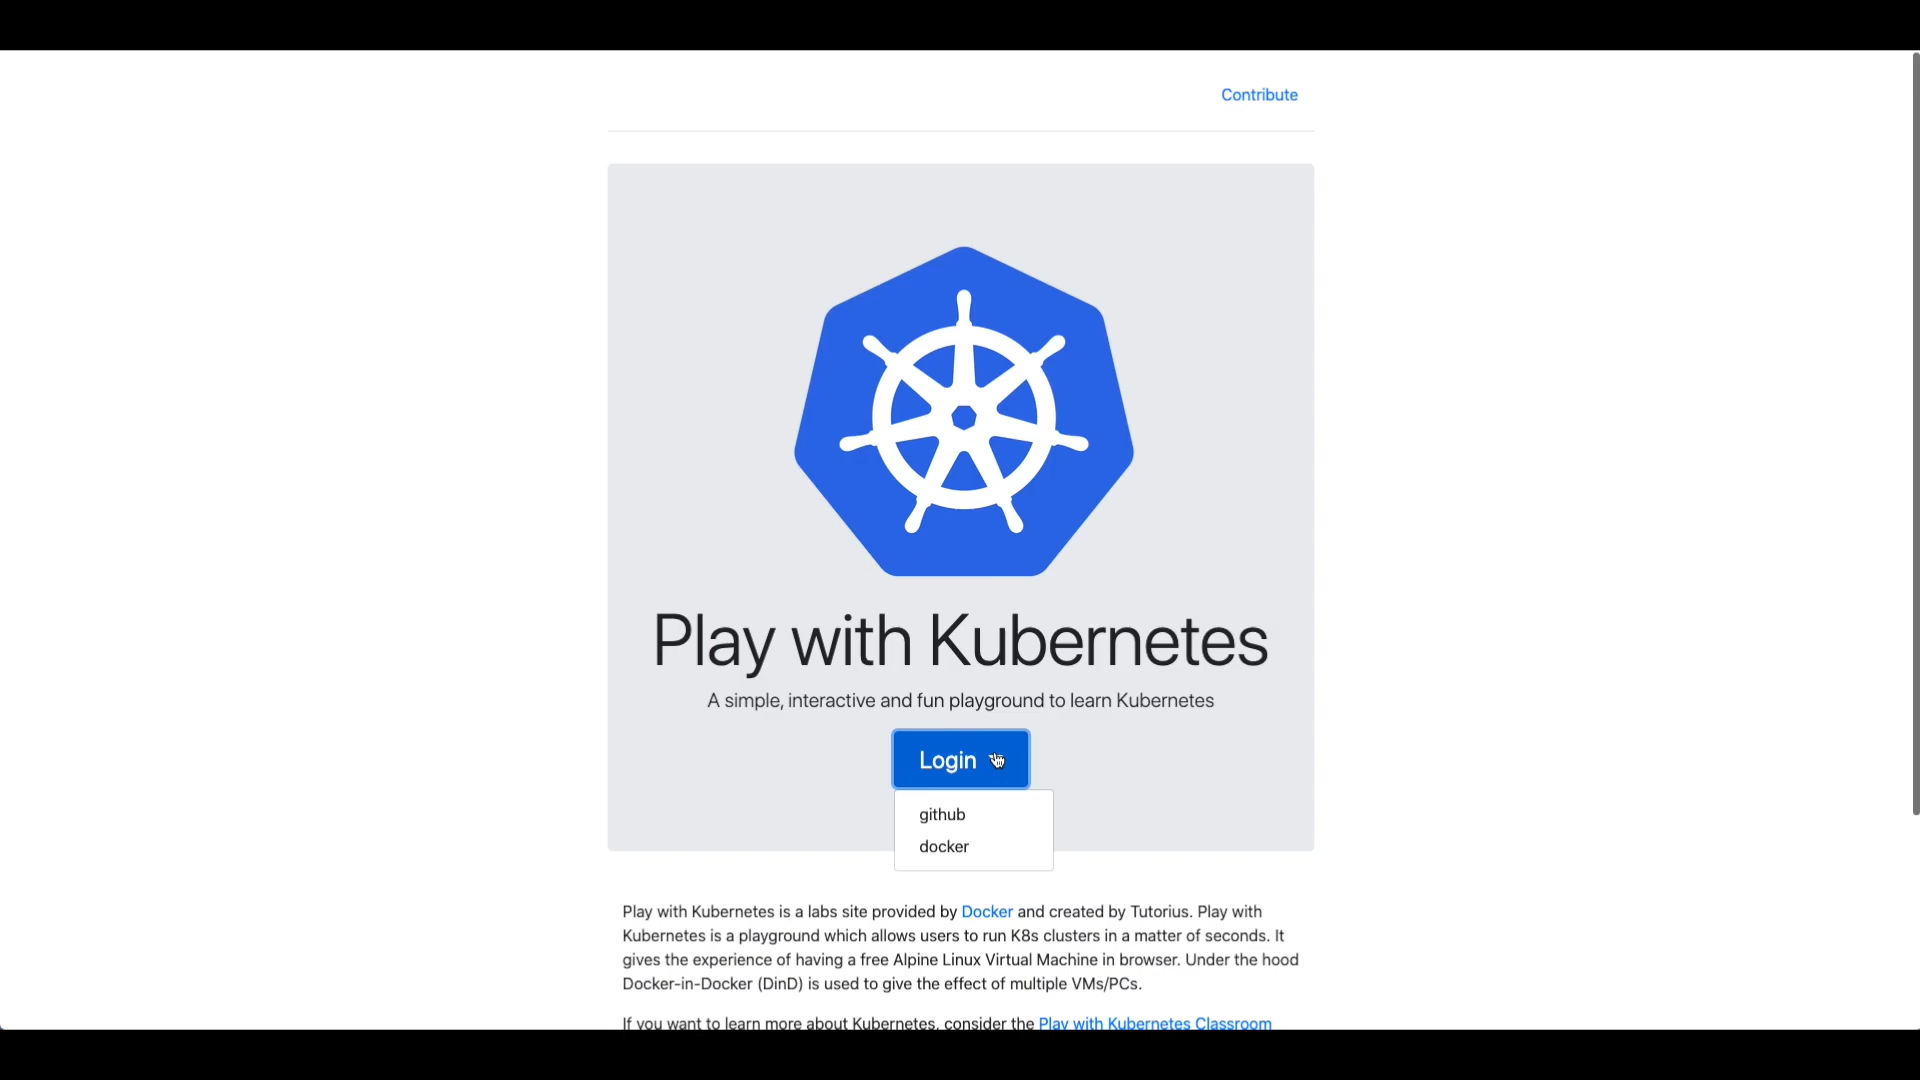 Contribute
Play with Kubernetes
A simple, interactive and fun playground to learn Kubernetes
Login
github
docker
Play with Kubernetes is a labs site provided by Docker and created by Tutorius. Play with
Kubernetes is a playground which allows users to run K8s clusters in a matter of seconds. It
gives the experience of having a free Alpine Linux Virtual Machine in browser. Under the hood
Docker-in-Docker (DinD) is used to give the effect of multiple VMs/PCs.
If you want to learn more about Kubernetes, consider the Play with Kubernetes Classroom